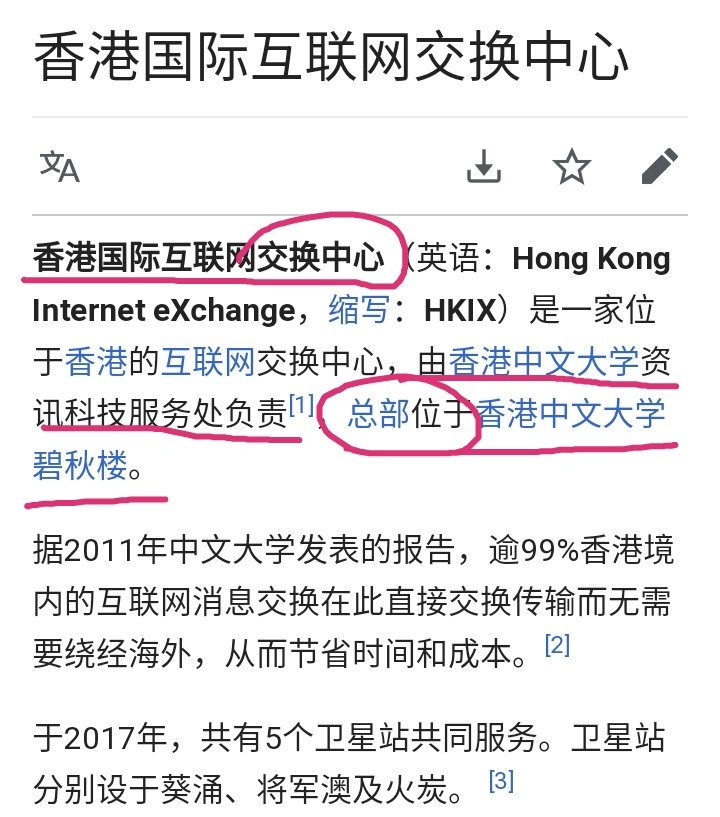 香港国际互联网交换中心
文A
香港国际互联网交换中心（英语：Hong Kong
Internet eXchange，缩写：HKIX）是一家位
于香港的互联网交换中心，由香港中文大学资
讯科技服务处负责[1]，总部位于香港中文大学
碧秋楼。
据2011年中文大学发表的报告，逾99%香港境
内的互联网消息交换在此直接交换传输而无需
要绕经海外，从而节省时间和成本。[2]
于2017年，共有5个卫星站共同服务。卫星站
分别设于葵涌、将军澳及火炭。[3]